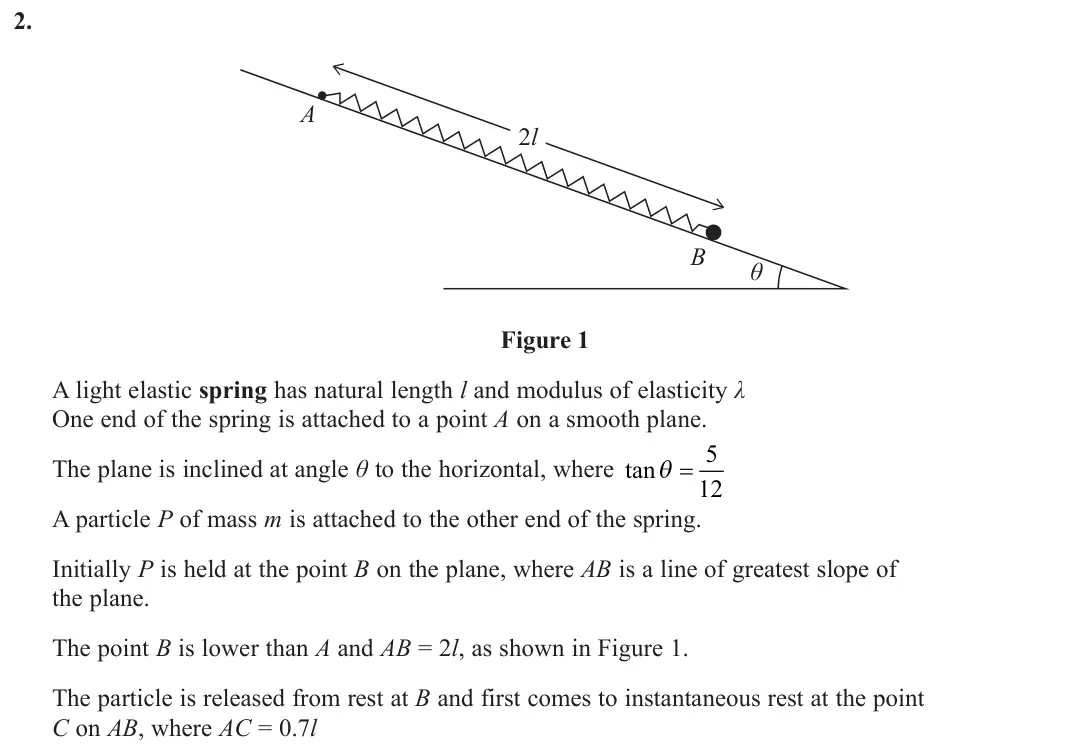 2.
2l
A
B
θ
Figure 1
A light elastic spring has natural length l and modulus of elasticity λ
One end of the spring is attached to a point A on a smooth plane.
The plane is inclined at angle θ to the horizontal, where tan θ = 5/12
A particle P of mass m is attached to the other end of the spring.
Initially P is held at the point B on the plane, where AB is a line of greatest slope of
the plane.
The point B is lower than A and AB = 2l, as shown in Figure 1.
The particle is released from rest at B and first comes to instantaneous rest at the point
C on AB, where AC = 0.7l